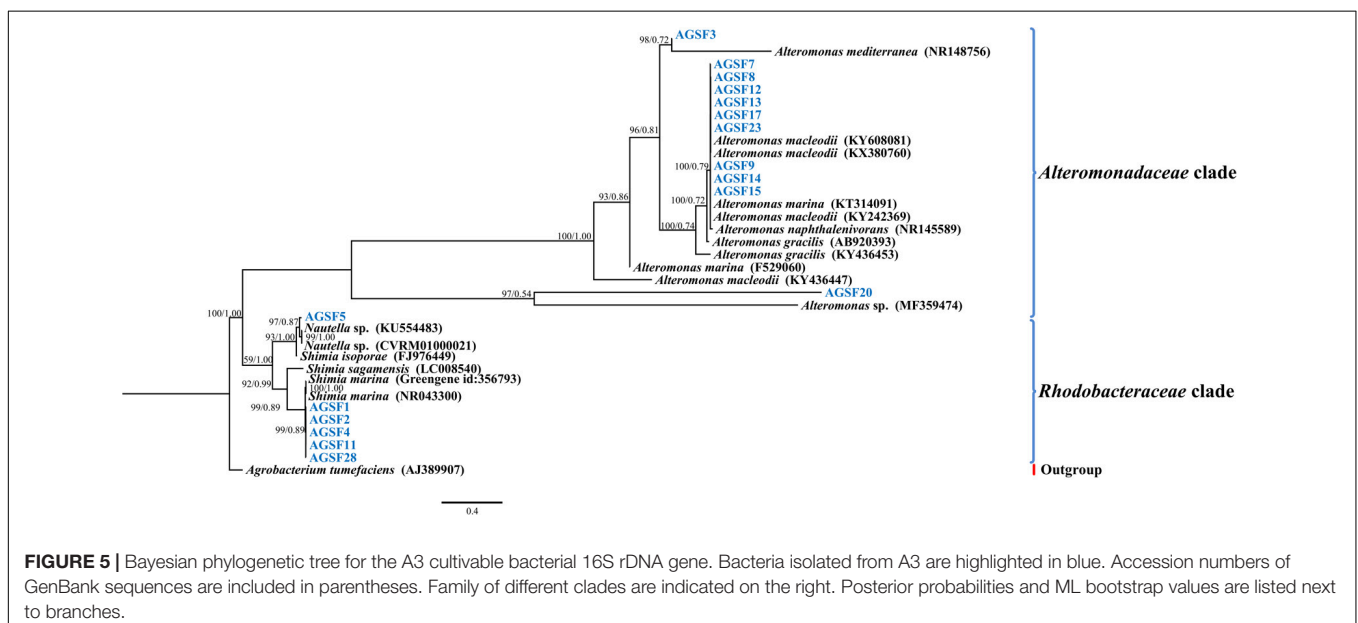 98/0.72
AGSF3
Alteromonas mediterranea (NR148756)
AGSF7
AGSF8
AGSF12
AGSF13
AGSF17
AGSF23
96/0.81
Alteromonas macleodii (KY608081)
Alteromonas macleodii (KX380760)
100/0.79
AGSF9
AGSF14
AGSF15
93/0.86
100/0.72
Alteromonas marina (KT314091)
Alteromonas macleodii (KY242369)
100/0.74
Alteromonas naphthalenivorans (NR145589)
100/1.00
Alteromonas gracilis (AB920393)
Alteromonas gracilis (KY436453)
Alteromonas marina (F529060)
Alteromonas macleodii (KY436447)
97/0.54
AGSF20
Alteromonas sp. (MF359474)
Alteromonadaceae clade
100/1.00
97/0.87
AGSF5
Nautella sp. (KU554483)
93/1.00
99/1.00
Nautella sp. (CVRM01000021)
Shimia isoporae (FJ976449)
59/1.00
Shimia sagamensis (LC008540)
Shimia marina (Greengene id:356793)
92/0.99
100/1.00
Shimia marina (NR043300)
99/0.89
AGSF1
AGSF2
99/0.89
AGSF4
AGSF11
AGSF28
Rhodobacteraceae clade
Agrobacterium tumefaciens (AJ389907)
Outgroup
0.4
FIGURE 5 | Bayesian phylogenetic tree for the A3 cultivable bacterial 16S rDNA gene. Bacteria isolated from A3 are highlighted in blue. Accession numbers of
GenBank sequences are included in parentheses. Family of different clades are indicated on the right. Posterior probabilities and ML bootstrap values are listed next
to branches.